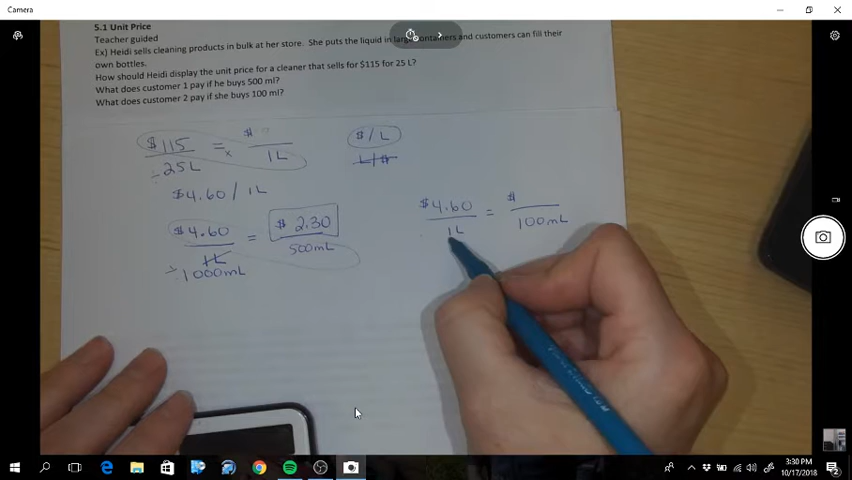 Camera
5.1 Unit Price
Teacher guided
Ex) Heidi sells cleaning products in bulk at her store. She puts the liquid in large containers and customers can fill their
own bottles.
How should Heidi display the unit price for a cleaner that sells for $115 for 25 L?
What does customer 1 pay if he buys 500 ml?
What does customer 2 pay if she buys 100 ml?
$115 = $
÷25L x 1L
$/L
L/$
$4.60 / 1L
$4.60 = $ 2.30
1L 500mL
÷1000mL
$4.60 = $
1L 100mL
3:30 PM
10/17/2018